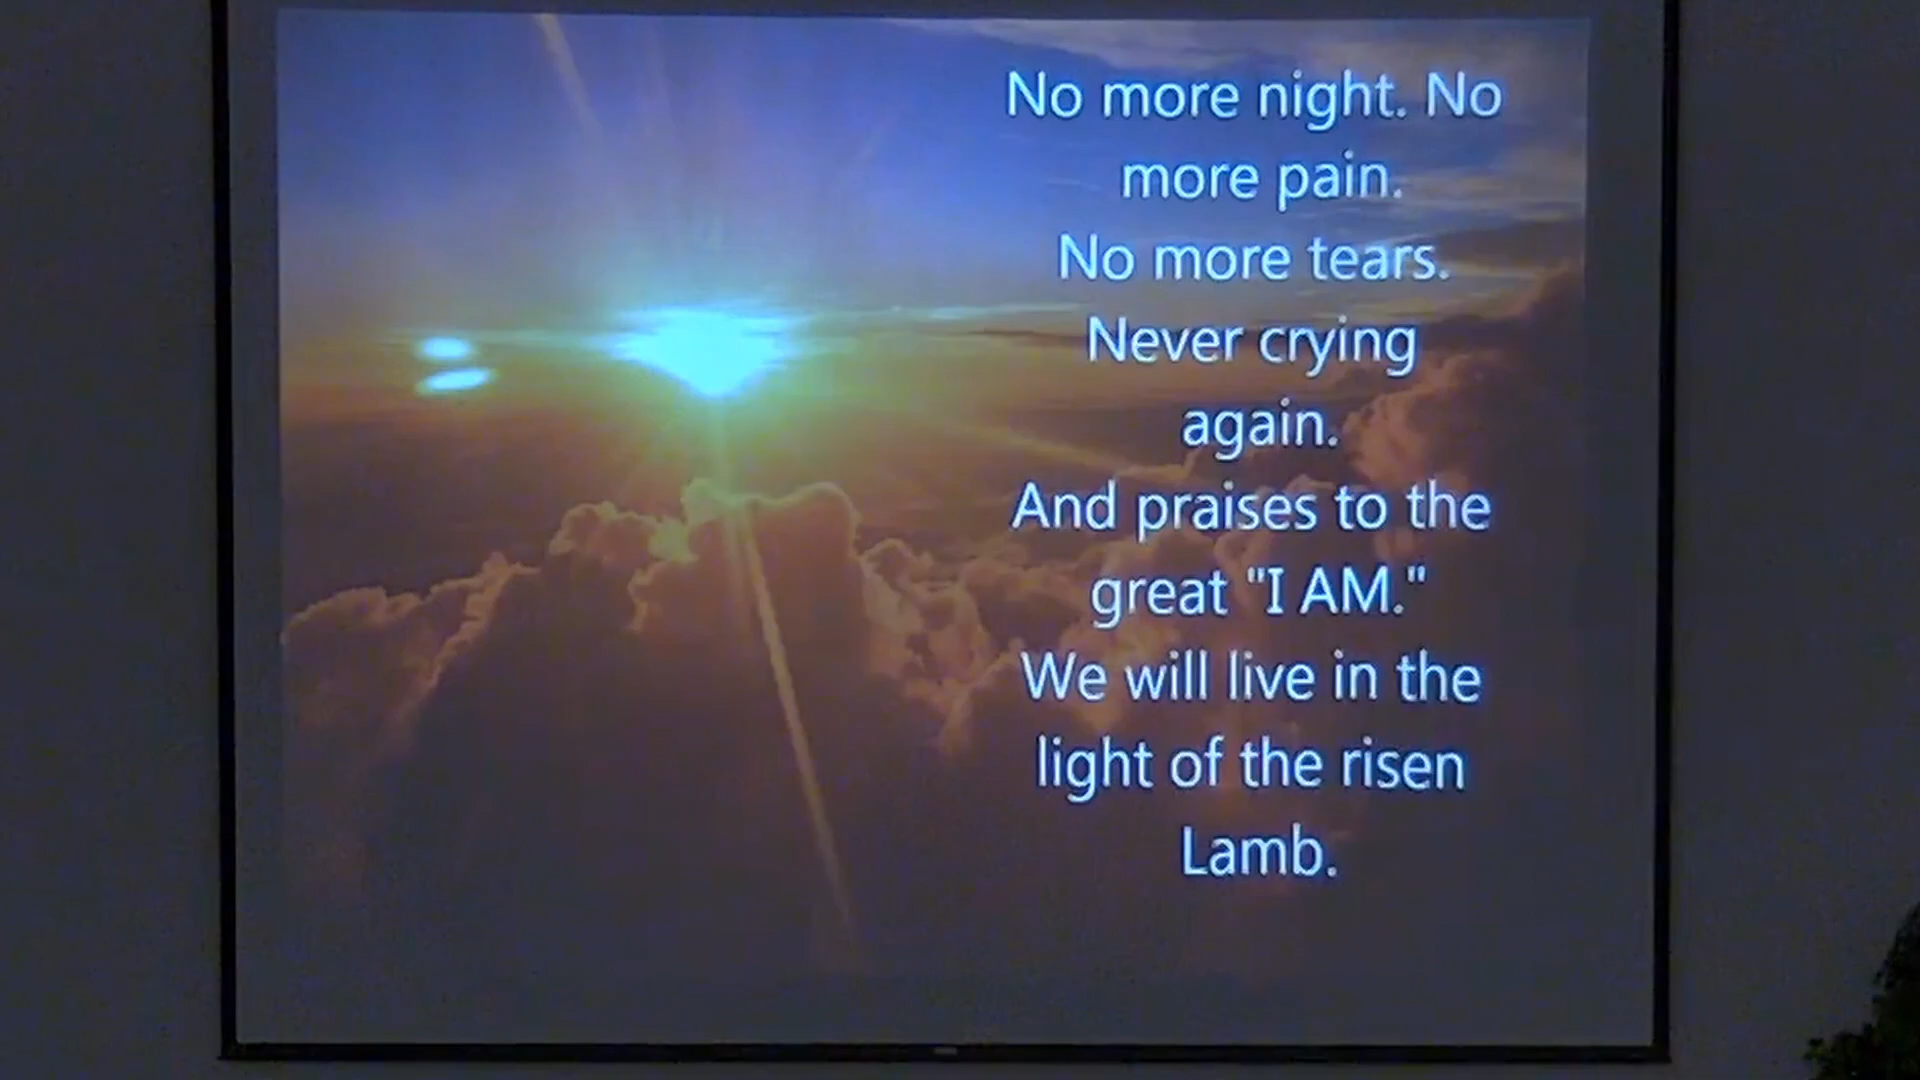 No more night. No
more pain.
No more tears.
Never crying
again.
And praises to the
great "I AM."
We will live in the
light of the risen
Lamb.